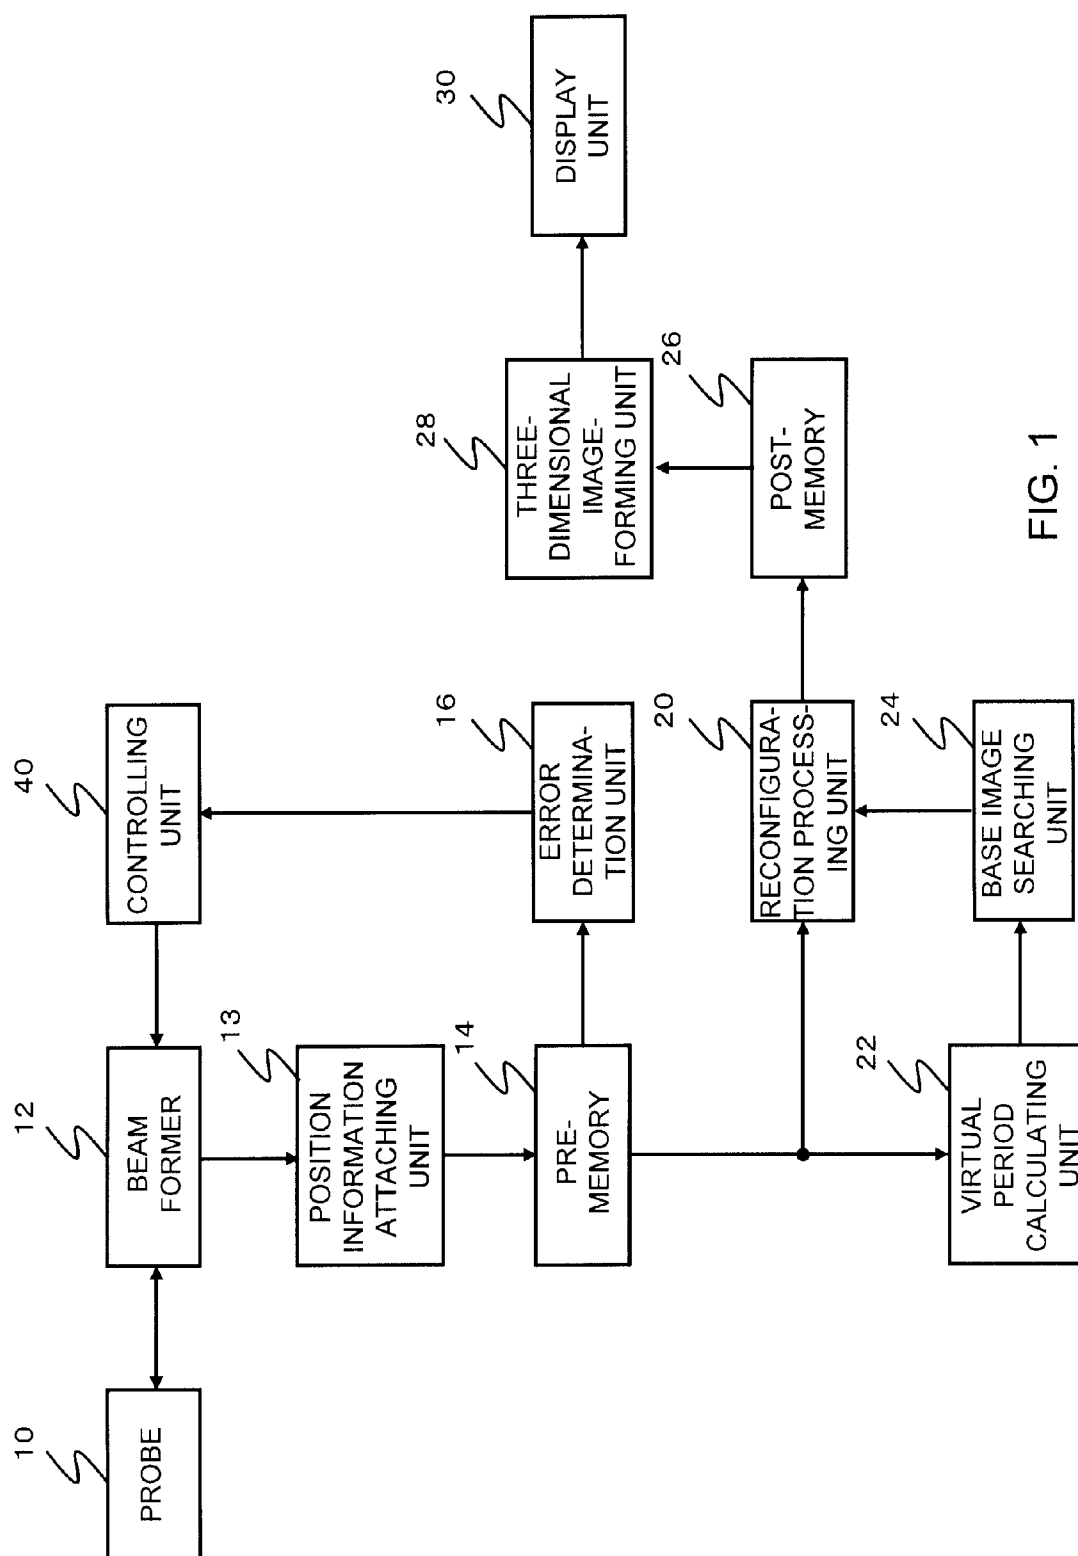 10
PROBE
12
BEAM
FORMER
40
CONTROLLING
UNIT
13
POSITION
INFORMATION
ATTACHING
UNIT
14
PRE-
MEMORY
16
ERROR
DETERMINA-
TION UNIT
20
RECONFIGURA-
TION PROCESS-
ING UNIT
22
VIRTUAL
PERIOD
CALCULATING
UNIT
24
BASE IMAGE
SEARCHING
UNIT
26
POST-
MEMORY
28
THREE-
DIMENSIONAL
IMAGE-
FORMING UNIT
30
DISPLAY
UNIT
FIG. 1